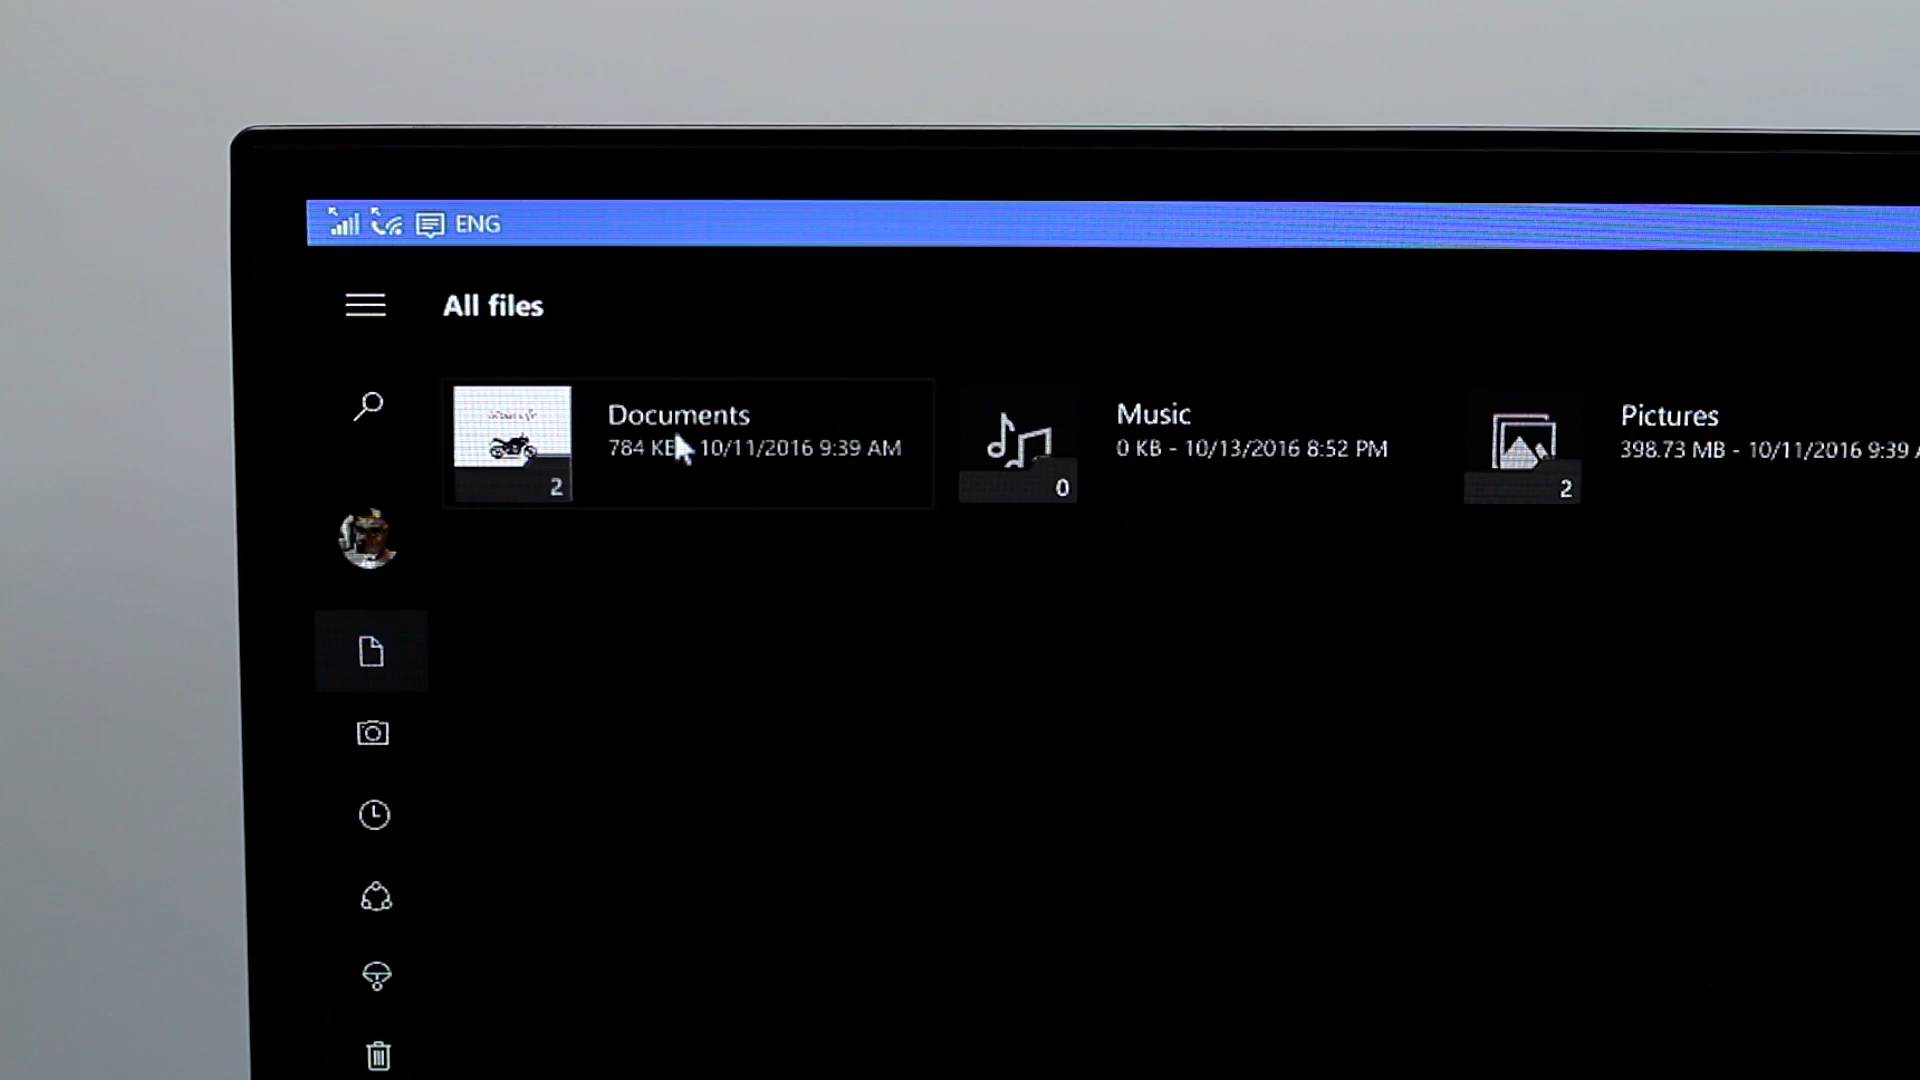 ENG
All files
Documents
784 KB 10/11/2016 9:39 AM
2
Music
0 KB - 10/13/2016 8:52 PM
0
Pictures
398.73 MB - 10/11/2016 9:39
2